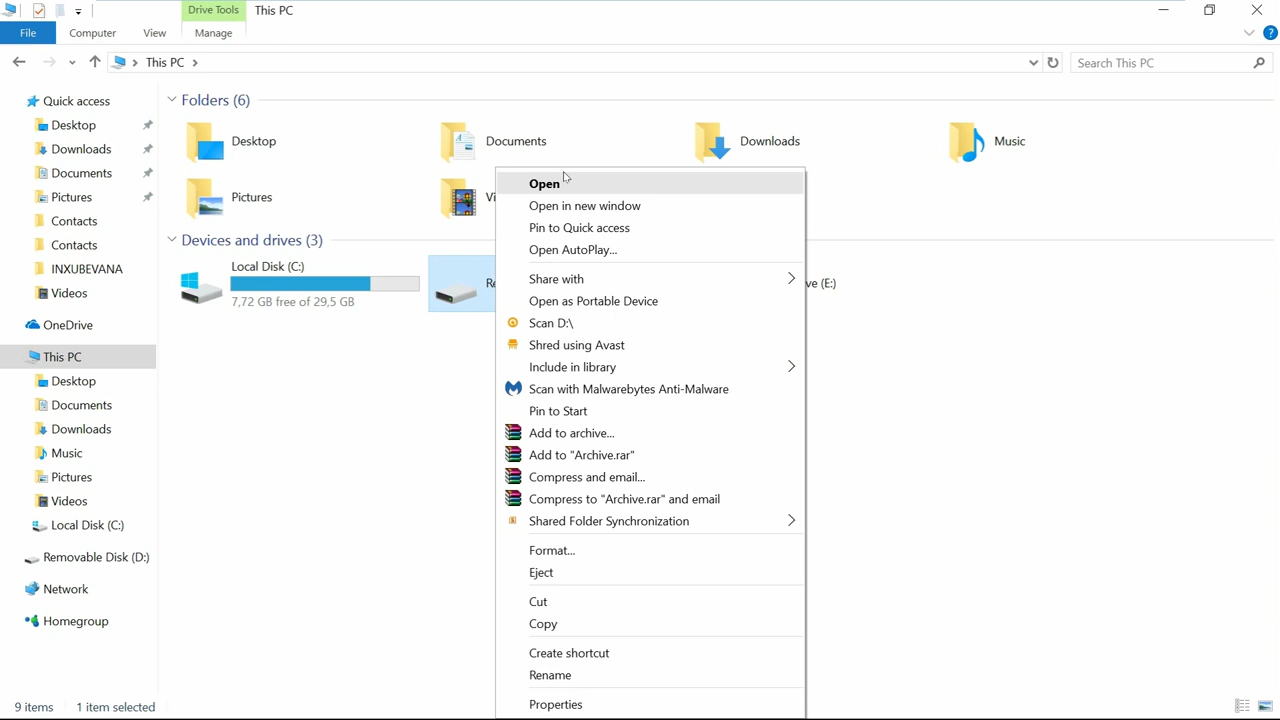 Drive Tools
This PC
File
Computer
View
Manage
This PC
Search This PC
Quick access
Desktop
Downloads
Documents
Pictures
Contacts
Contacts
INXUBEVANA
Videos
OneDrive
This PC
Desktop
Documents
Downloads
Music
Pictures
Videos
Local Disk (C:)
Removable Disk (D:)
Network
Homegroup
Folders (6)
Desktop
Documents
Downloads
Music
Pictures
Vi
Devices and drives (3)
Local Disk (C:)
7,72 GB free of 29,5 GB
Re
ve (E:)
Open
Open in new window
Pin to Quick access
Open AutoPlay...
Share with
Open as Portable Device
Scan D:\
Shred using Avast
Include in library
Scan with Malwarebytes Anti-Malware
Pin to Start
Add to archive...
Add to "Archive.rar"
Compress and email...
Compress to "Archive.rar" and email
Shared Folder Synchronization
Format...
Eject
Cut
Copy
Create shortcut
Rename
Properties
9 items
1 item selected